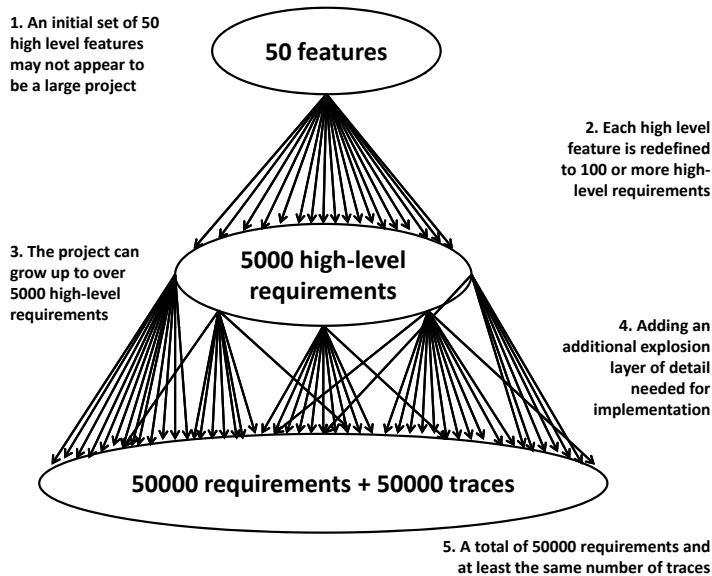 1. An initial set of 50
high level features
may not appear to
be a large project
50 features
2. Each high level
feature is redefined
to 100 or more high-
level requirements
3. The project can
grow up to over
5000 high-level
requirements
5000 high-level
requirements
4. Adding an
additional explosion
layer of detail
needed for
implementation
50000 requirements + 50000 traces
5. A total of 50000 requirements and
at least the same number of traces